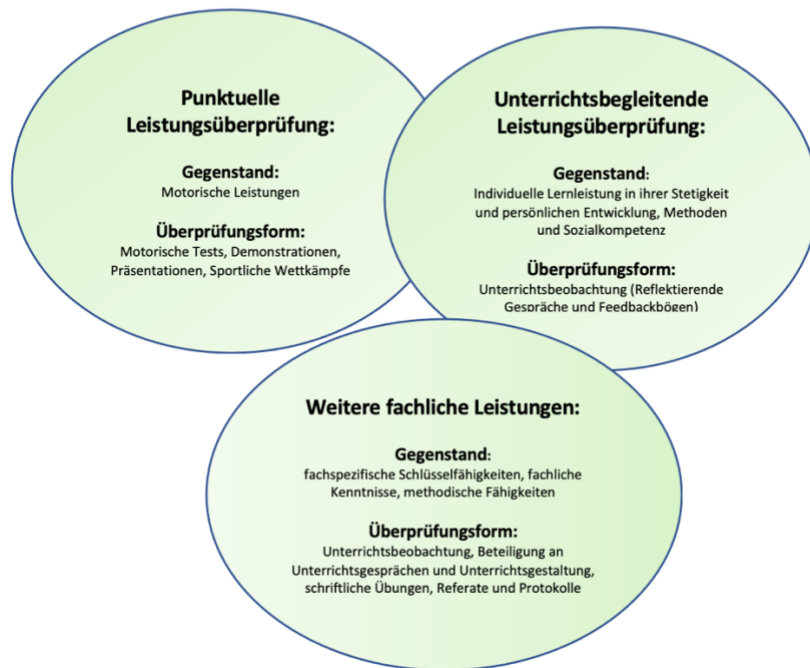 Punktuelle
Leistungsüberprüfung:
Gegenstand:
Motorische Leistungen
Überprüfungsform:
Motorische Tests, Demonstrationen,
Präsentationen, Sportliche Wettkämpfe
Unterrichtsbegleitende
Leistungsüberprüfung:
Gegenstand:
Individuelle Lernleistung in ihrer Stetigkeit
und persönlichen Entwicklung, Methoden
und Sozialkompetenz
Überprüfungsform:
Unterrichtsbeobachtung (Reflektierende
Gespräche und Feedbackbögen)
Weitere fachliche Leistungen:
Gegenstand:
fachspezifische Schlüsselfähigkeiten, fachliche
Kenntnisse, methodische Fähigkeiten
Überprüfungsform:
Unterrichtsbeobachtung, Beteiligung an
Unterrichtsgesprächen und Unterrichtsgestaltung,
schriftliche Übungen, Referate und Protokolle